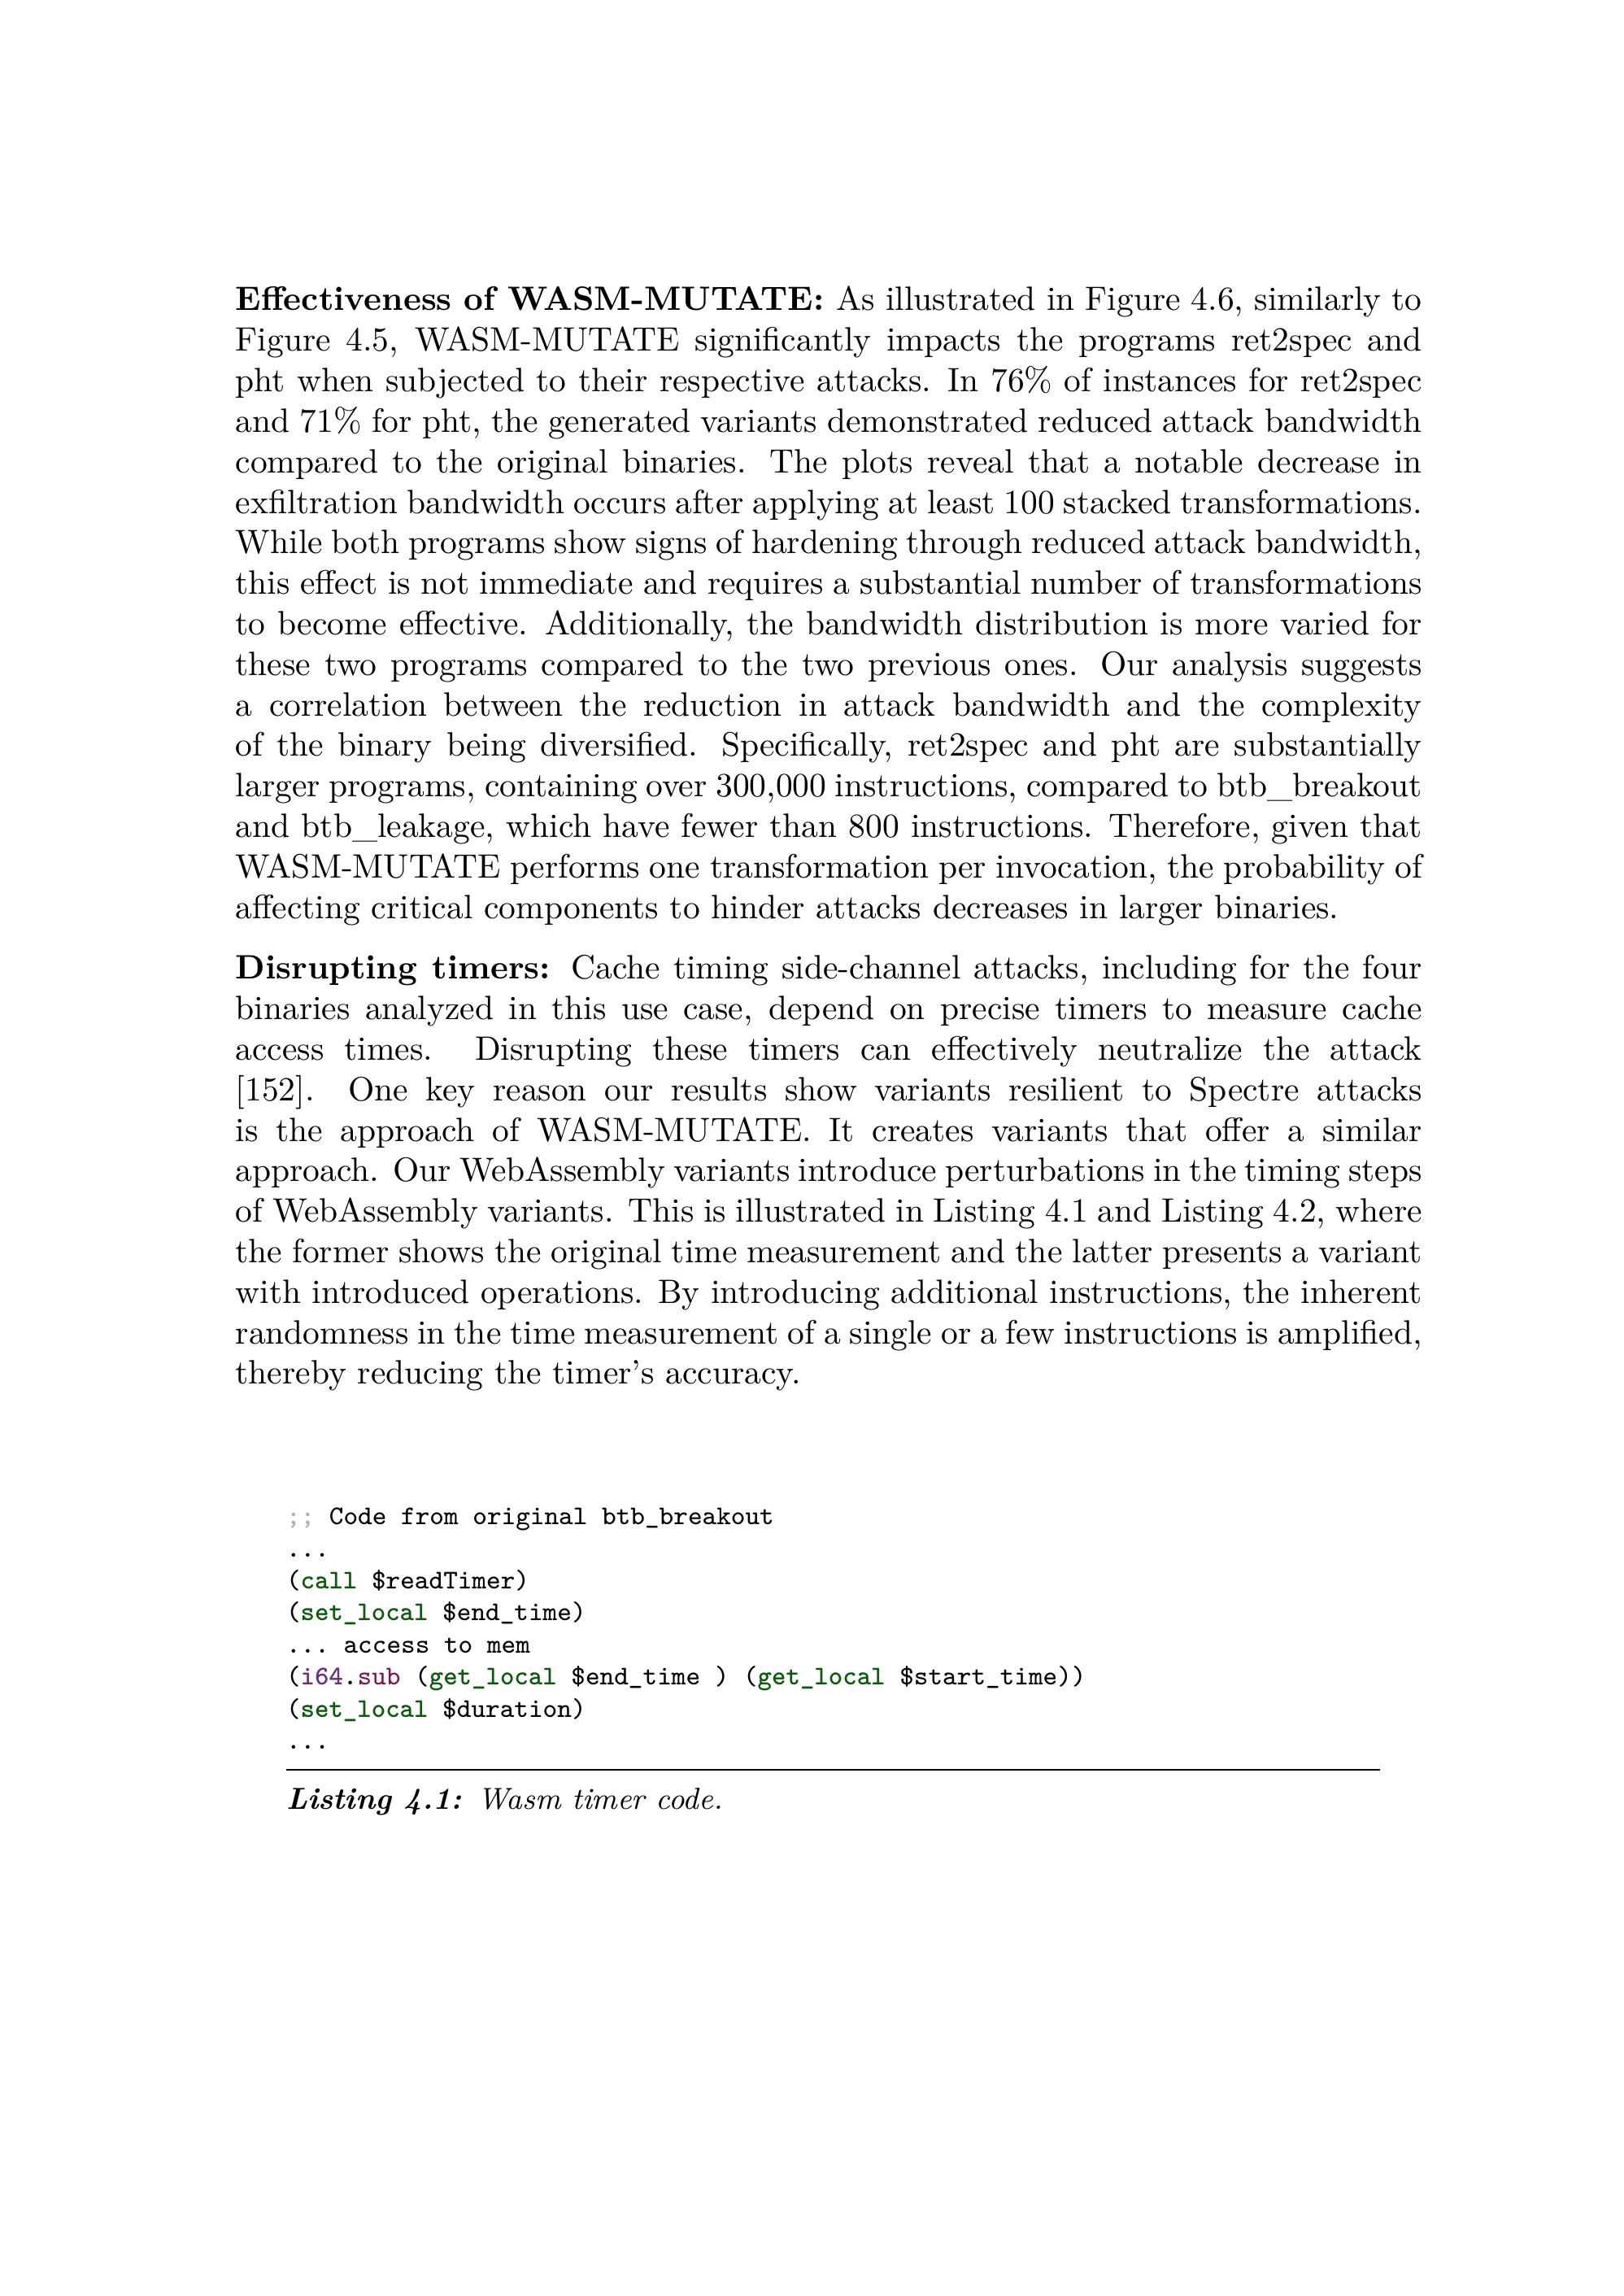 Effectiveness of WASM-MUTATE: As illustrated in Figure 4.6, similarly to
Figure 4.5, WASM-MUTATE significantly impacts the programs ret2spec and
pht when subjected to their respective attacks. In 76% of instances for ret2spec
and 71% for pht, the generated variants demonstrated reduced attack bandwidth
compared to the original binaries. The plots reveal that a notable decrease in
exfiltration bandwidth occurs after applying at least 100 stacked transformations.
While both programs show signs of hardening through reduced attack bandwidth,
this effect is not immediate and requires a substantial number of transformations
to become effective. Additionally, the bandwidth distribution is more varied for
these two programs compared to the two previous ones. Our analysis suggests
a correlation between the reduction in attack bandwidth and the complexity
of the binary being diversified. Specifically, ret2spec and pht are substantially
larger programs, containing over 300,000 instructions, compared to btb_breakout
and btb_leakage, which have fewer than 800 instructions. Therefore, given that
WASM-MUTATE performs one transformation per invocation, the probability of
affecting critical components to hinder attacks decreases in larger binaries.
Disrupting timers: Cache timing side-channel attacks, including for the four
binaries analyzed in this use case, depend on precise timers to measure cache
access times. Disrupting these timers can effectively neutralize the attack
[152]. One key reason our results show variants resilient to Spectre attacks
is the approach of WASM-MUTATE. It creates variants that offer a similar
approach. Our WebAssembly variants introduce perturbations in the timing steps
of WebAssembly variants. This is illustrated in Listing 4.1 and Listing 4.2, where
the former shows the original time measurement and the latter presents a variant
with introduced operations. By introducing additional instructions, the inherent
randomness in the time measurement of a single or a few instructions is amplified,
thereby reducing the timer's accuracy.
;; Code from original btb_breakout
...
(call $readTimer)
(set_local $end_time)
... access to mem
(i64.sub (get_local $end_time ) (get_local $start_time))
(set_local $duration)
...
Listing 4.1: Wasm timer code.